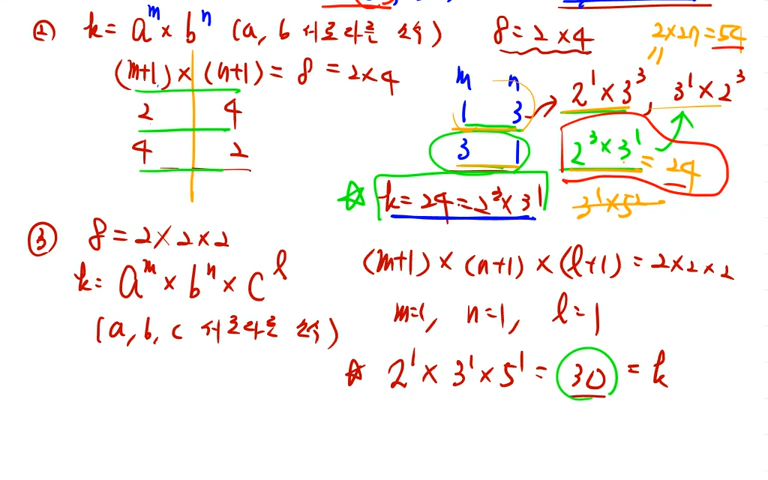 ② k = a^m × b^n (a, b 서로다른 소수) 8 = 2 × 4 2×27=54
(m+1) × (n+1) = 8 = 2×4
m n
2 4
1 3 → 2^1 × 3^3, 3^1 × 2^3
4 2
3 1 2^3 × 3^1 = 24
☆ k = 24 = 2^3 × 3^1 3^1×5^1
③ 8 = 2 × 2 × 2
(m+1) × (n+1) × (l+1) = 2×2×2
k = a^m × b^n × c^l
m=1, n=1, l=1
(a, b, c 서로다른 소수)
☆ 2^1 × 3^1 × 5^1 = 30 = k